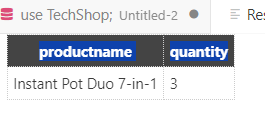 use TechShop; Untitled-2 ● Res
productname quantity
Instant Pot Duo 7-in-1 3